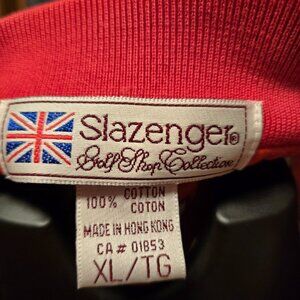 Slazenger®
Golf Shop Collection
100% COTTON
COTON
MADE IN HONG KONG
CA # 01853
XL/TG